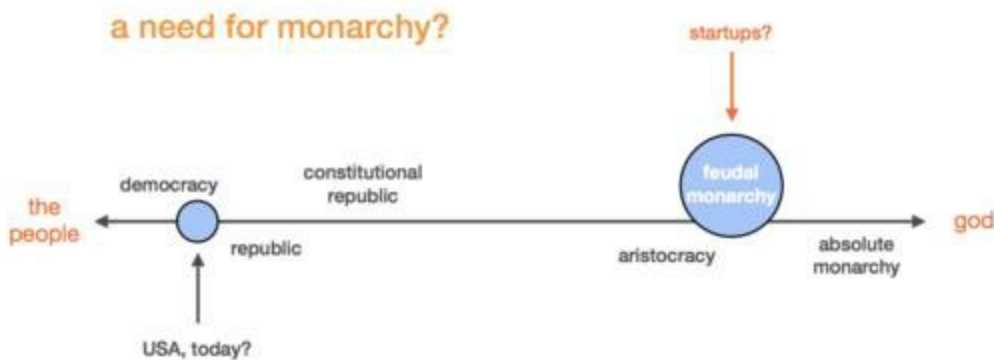 a need for monarchy?
startups?
democracy
constitutional
republic
feudal
monarchy
the
people
god
republic
aristocracy
absolute
monarchy
USA, today?